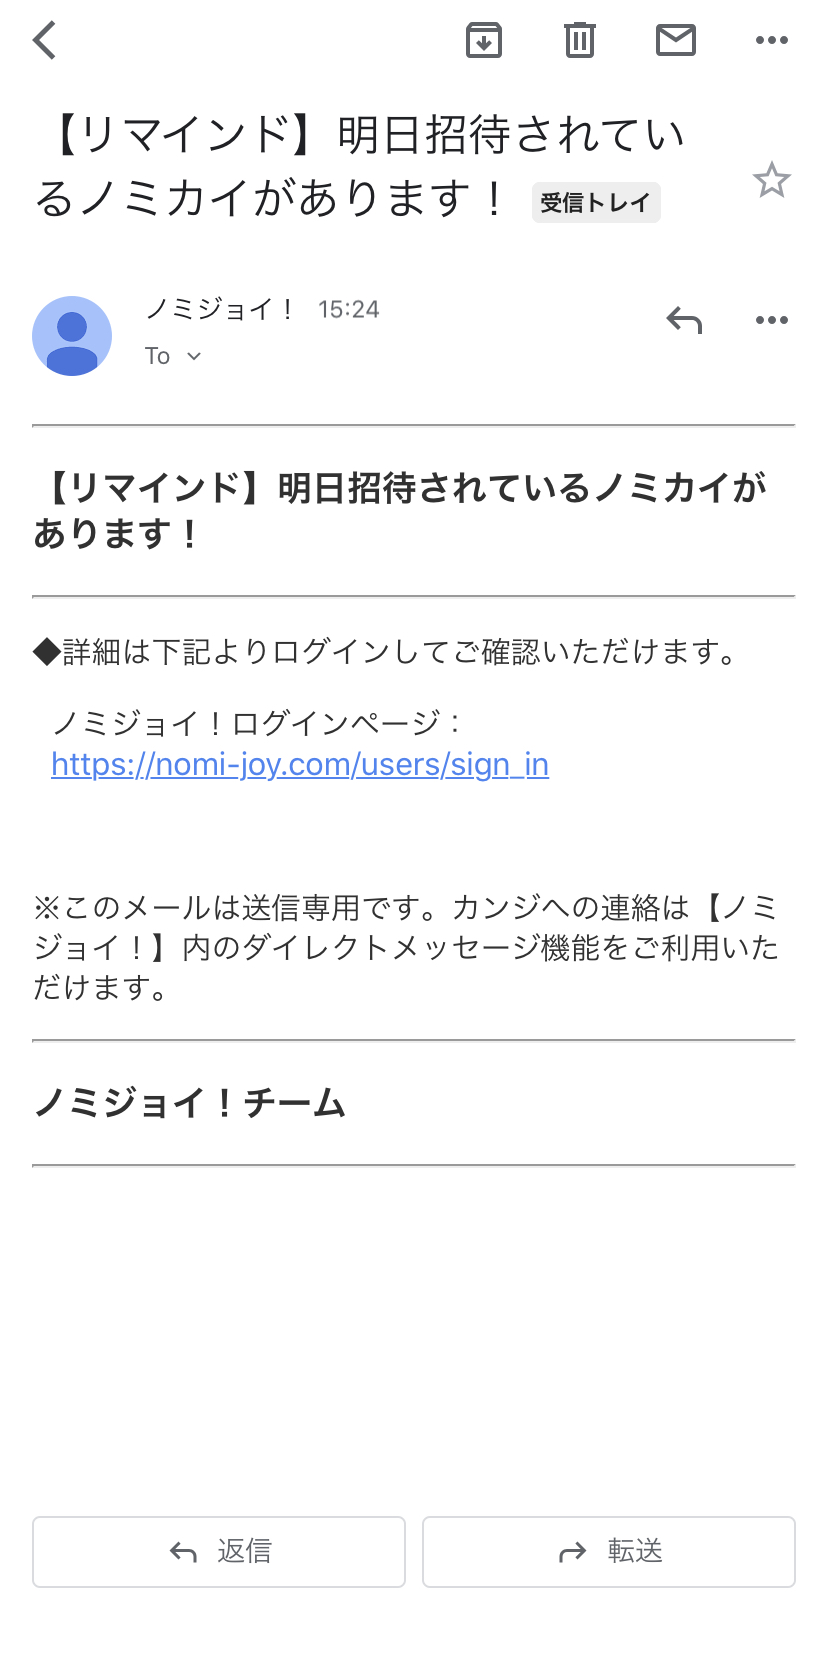 【リマインド】明日招待されてい
るノミカイがあります！ 受信トレイ
ノミジョイ！ 15:24
To
【リマインド】明日招待されているノミカイが
あります！
◆詳細は下記よりログインしてご確認いただけます。
ノミジョイ！ログインページ：
https://nomi-joy.com/users/sign_in
※このメールは送信専用です。カンジへの連絡は【ノミ
ジョイ！】内のダイレクトメッセージ機能をご利用いた
だけます。
ノミジョイ！チーム
返信 転送